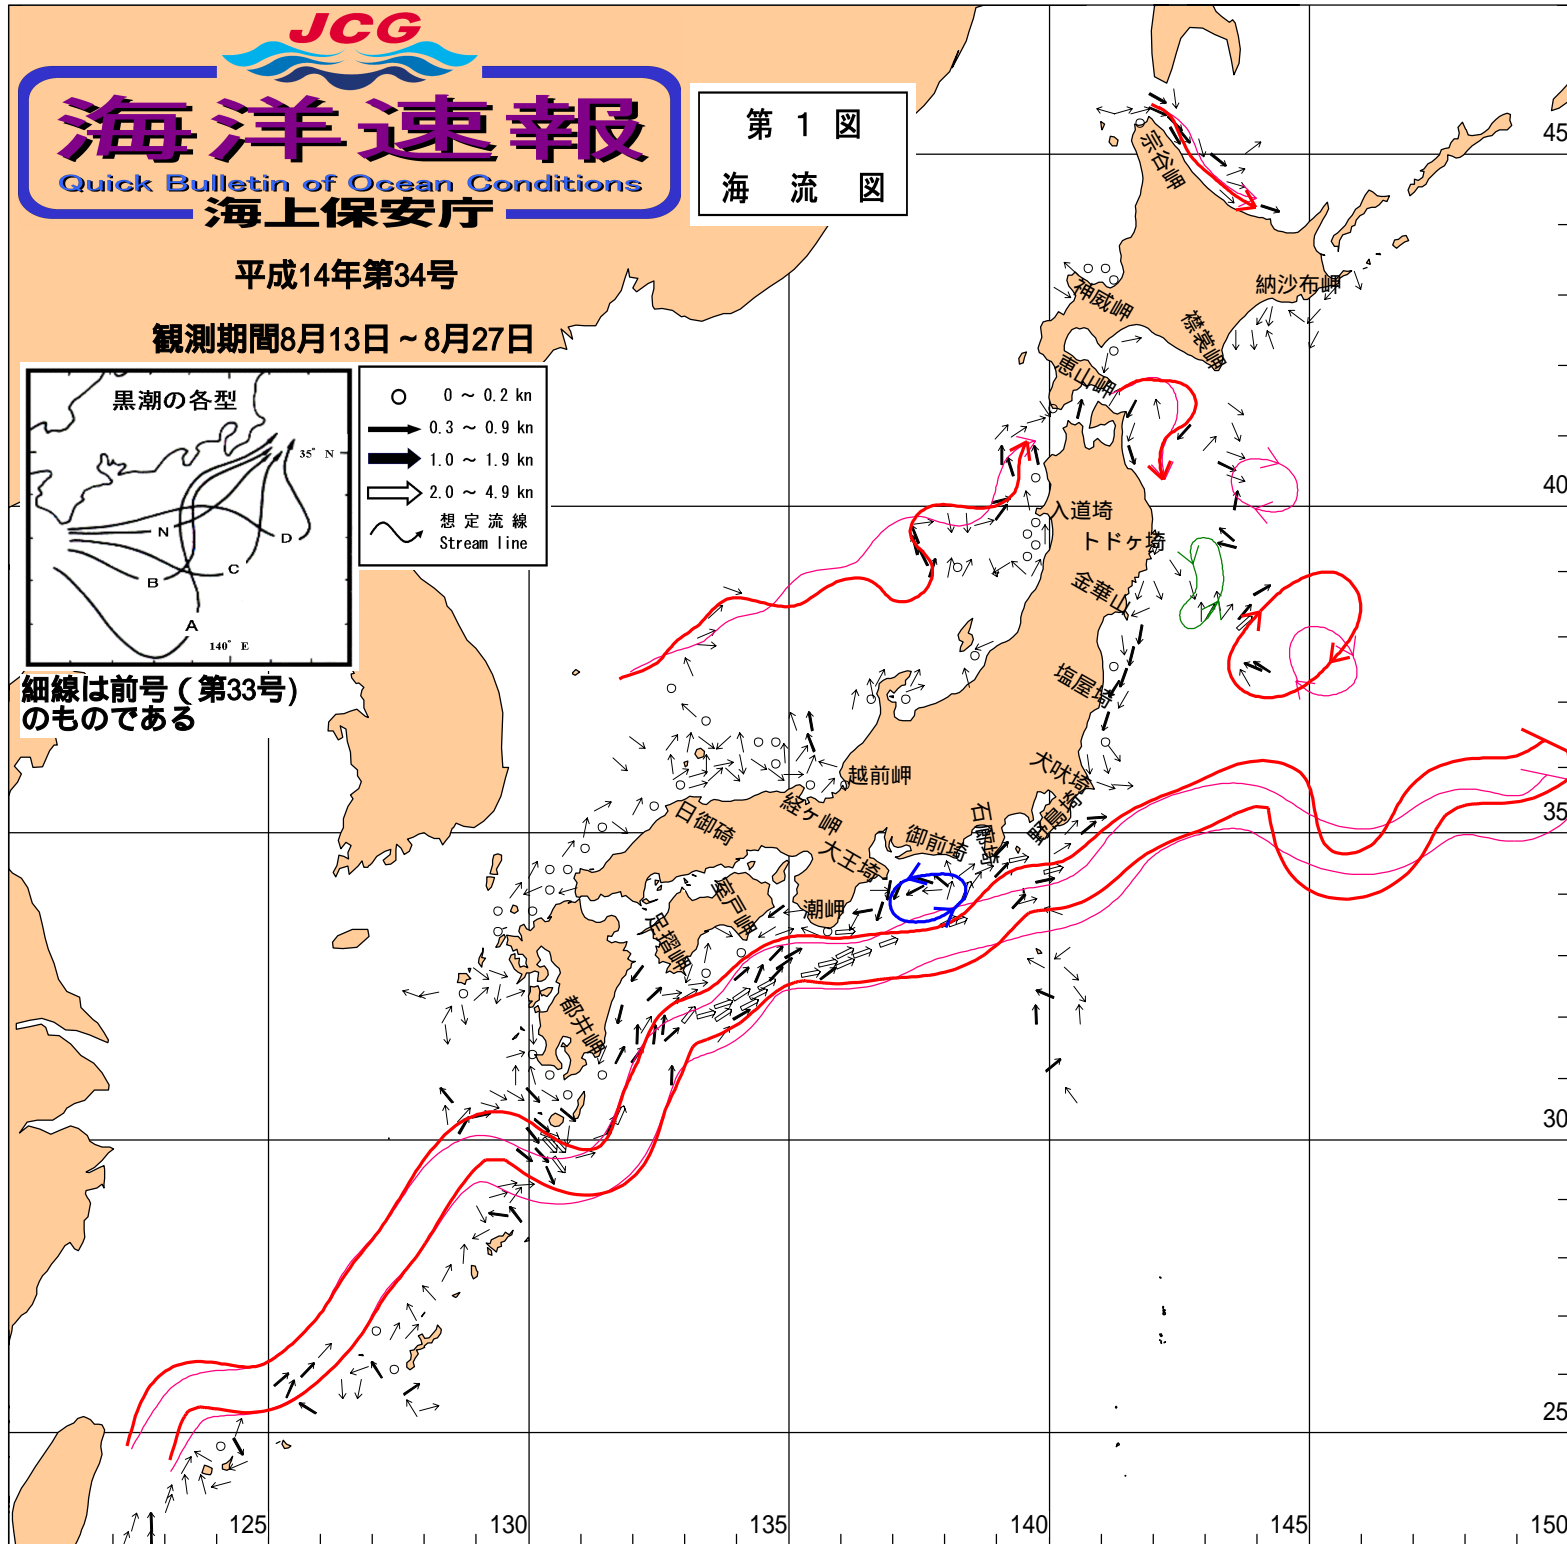 JCG
海洋速報
Quick Bulletin of Ocean Conditions
海上保安庁
平成14年第34号
観測期間8月13日～8月27日
第 1 図
海 流 図
黒潮の各型
35° N
N
D
B
C
A
140° E
0 ～ 0.2 kn
0.3 ～ 0.9 kn
1.0 ～ 1.9 kn
2.0 ～ 4.9 kn
想 定 流 線
Stream line
細線は前号(第33号)
のものである
宗谷岬
納沙布岬
神威岬
襟裳岬
恵山岬
入道埼
トドヶ埼
金華山
塩屋埼
犬吠埼
野島埼
石廊埼
御前埼
大王埼
潮岬
越前岬
経ヶ岬
日御碕
室戸岬
足摺岬
都井岬
45
40
35
30
25
125
130
135
140
145
150